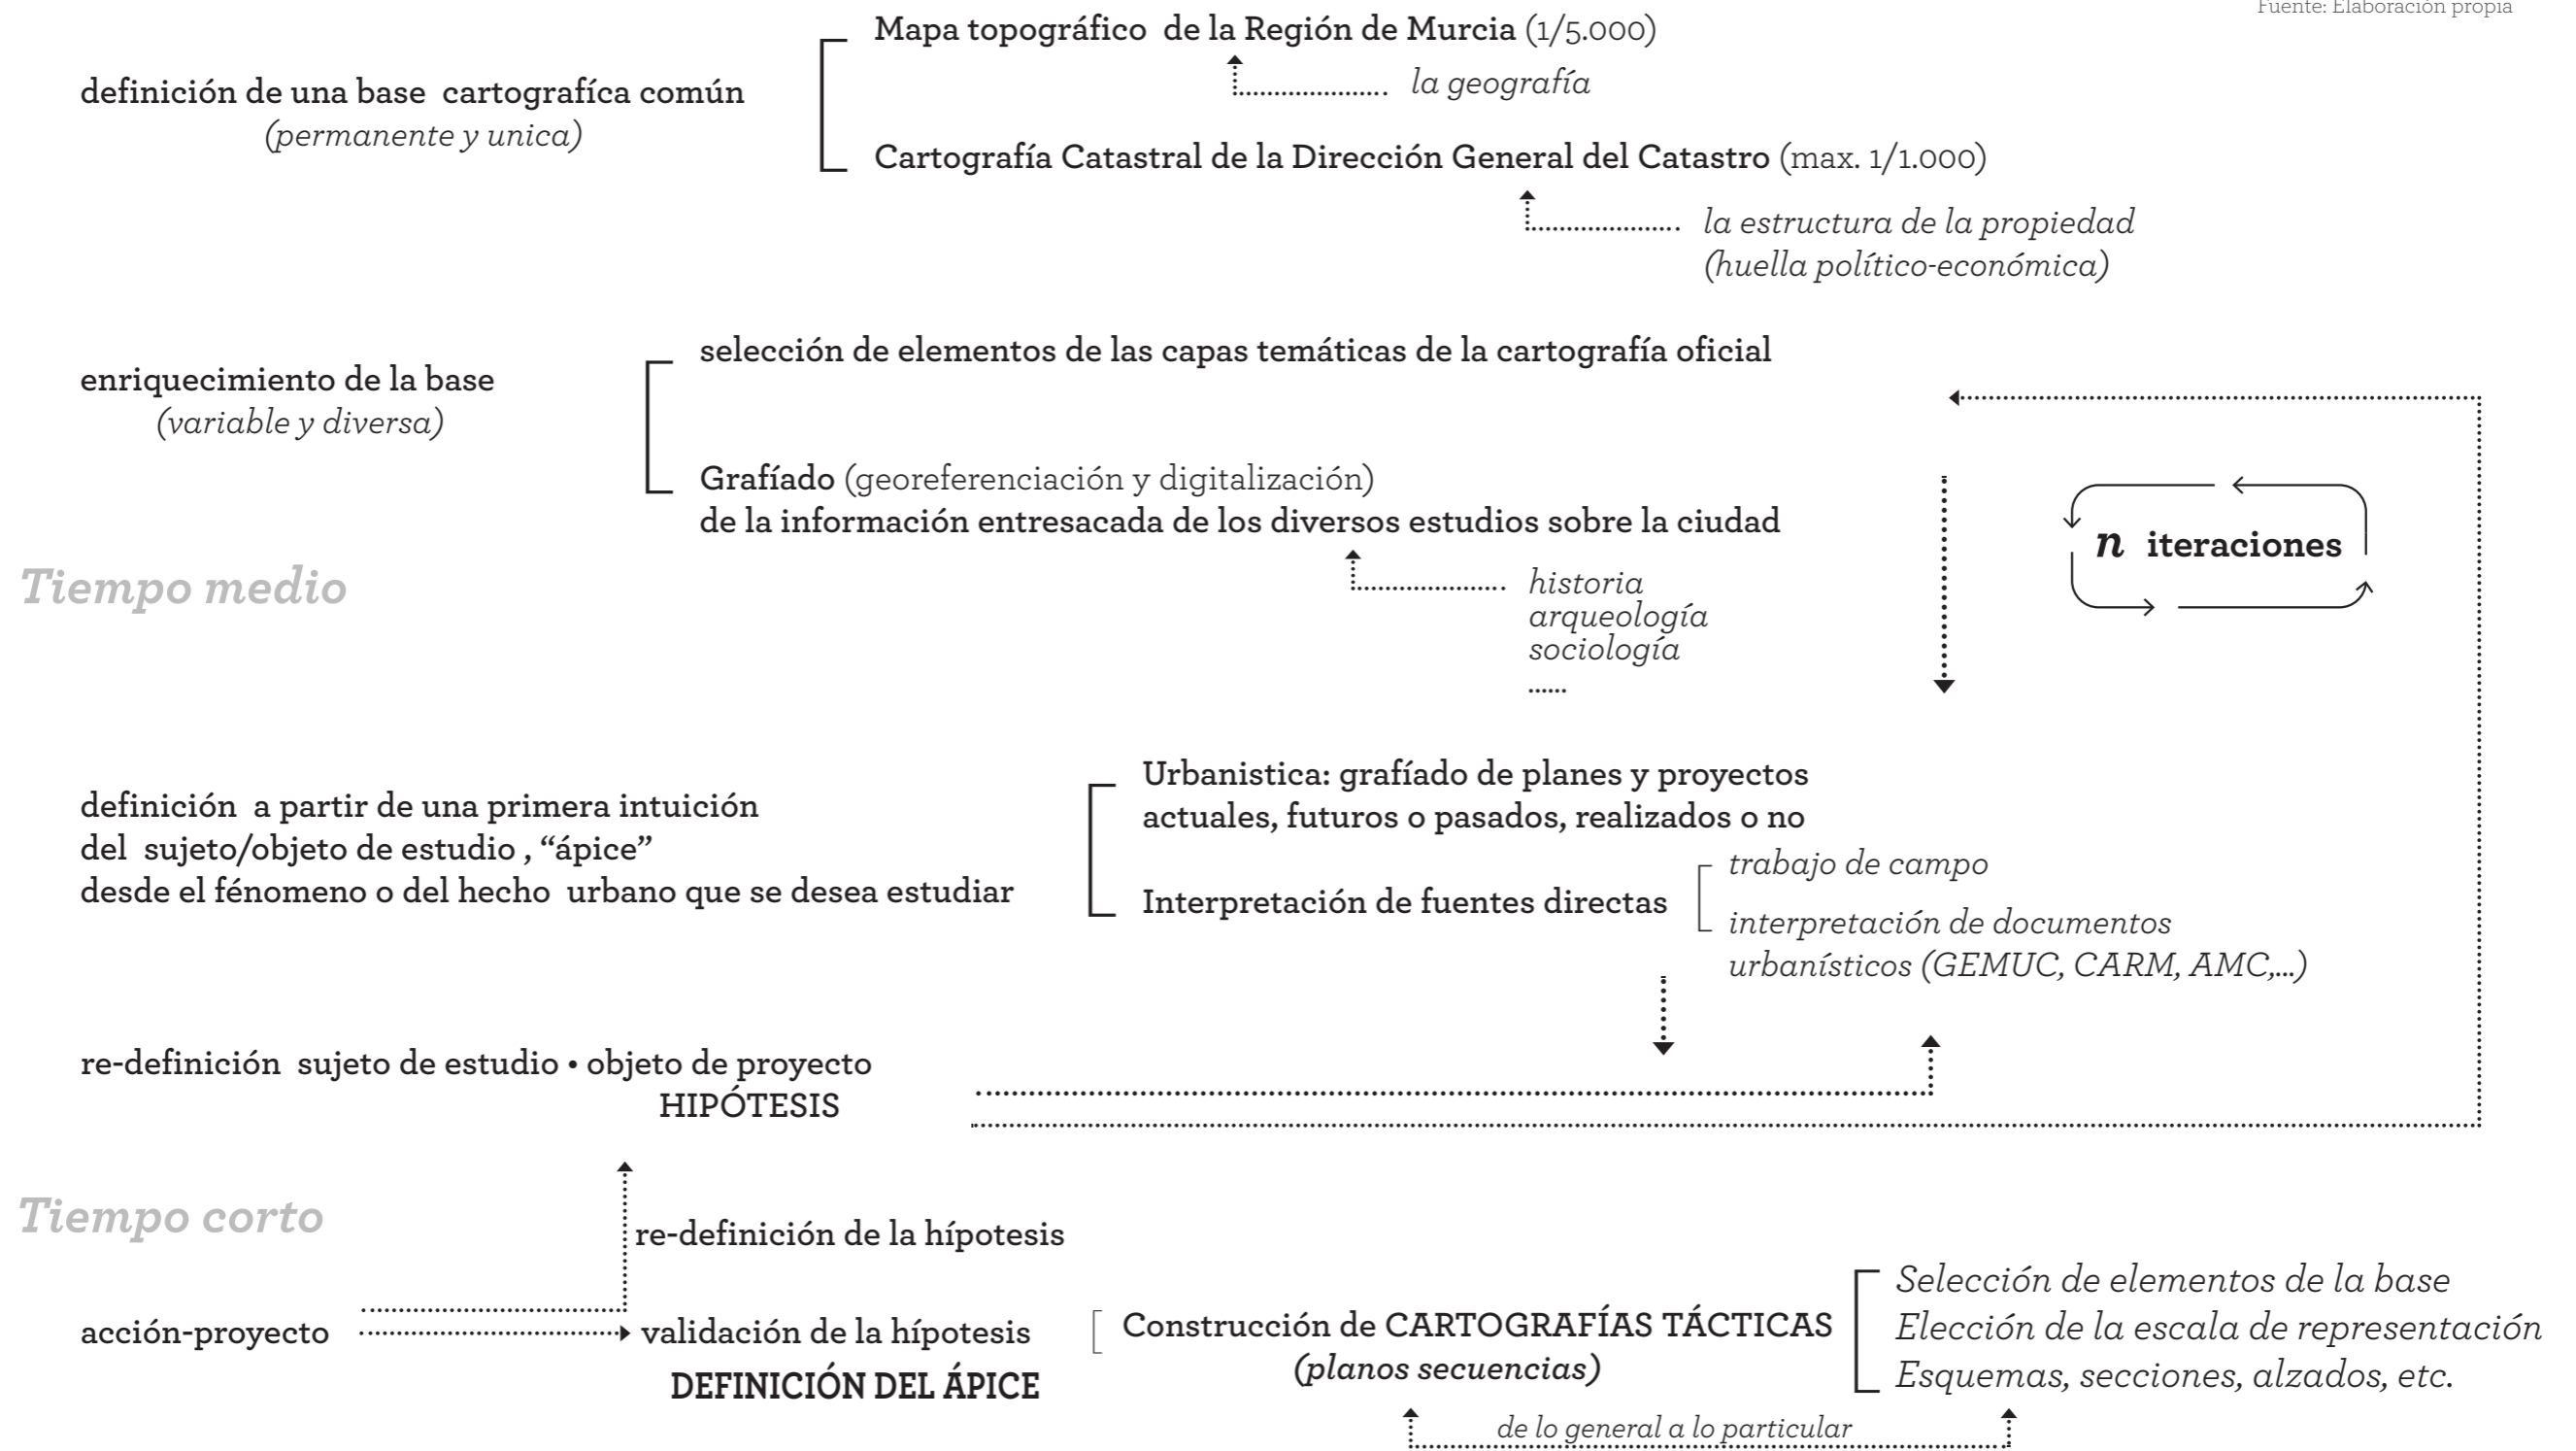 Fuente: Elaboración propia
Mapa topográfico de la Región de Murcia (1/5.000)
la geografía
definición de una base cartografíca común
(permanente y unica)
Cartografía Catastral de la Dirección General del Catastro (max. 1/1.000)
la estructura de la propiedad
(huella político-económica)
selección de elementos de las capas temáticas de la cartografía oficial
enriquecimiento de la base
(variable y diversa)
Grafíado (georeferenciación y digitalización)
de la información entresacada de los diversos estudios sobre la ciudad
n iteraciones
Tiempo medio
historia
arqueología
sociología
......
Urbanistica: grafíado de planes y proyectos
actuales, futuros o pasados, realizados o no
definición a partir de una primera intuición
del sujeto/objeto de estudio , “ápice”
desde el fénomeno o del hecho urbano que se desea estudiar
Interpretación de fuentes directas
trabajo de campo
interpretación de documentos
urbanísticos (GEMUC, CARM, AMC,...)
re-definición sujeto de estudio • objeto de proyecto
HIPÓTESIS
Tiempo corto
re-definición de la hípotesis
acción-proyecto
validación de la hípotesis
DEFINICIÓN DEL ÁPICE
Construcción de CARTOGRAFÍAS TÁCTICAS
(planos secuencias)
Selección de elementos de la base
Elección de la escala de representación
Esquemas, secciones, alzados, etc.
de lo general a lo particular